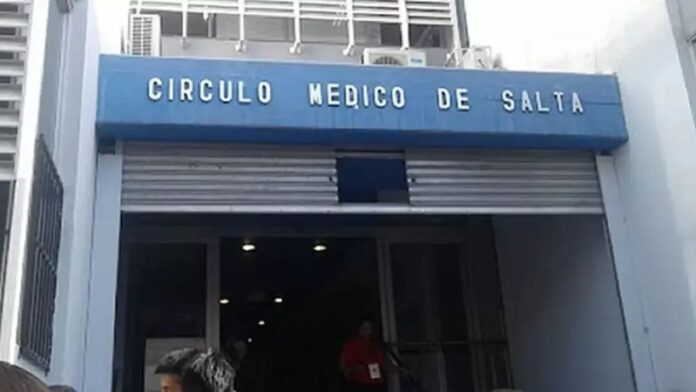 CIRCULO MEDICO DE SALTA